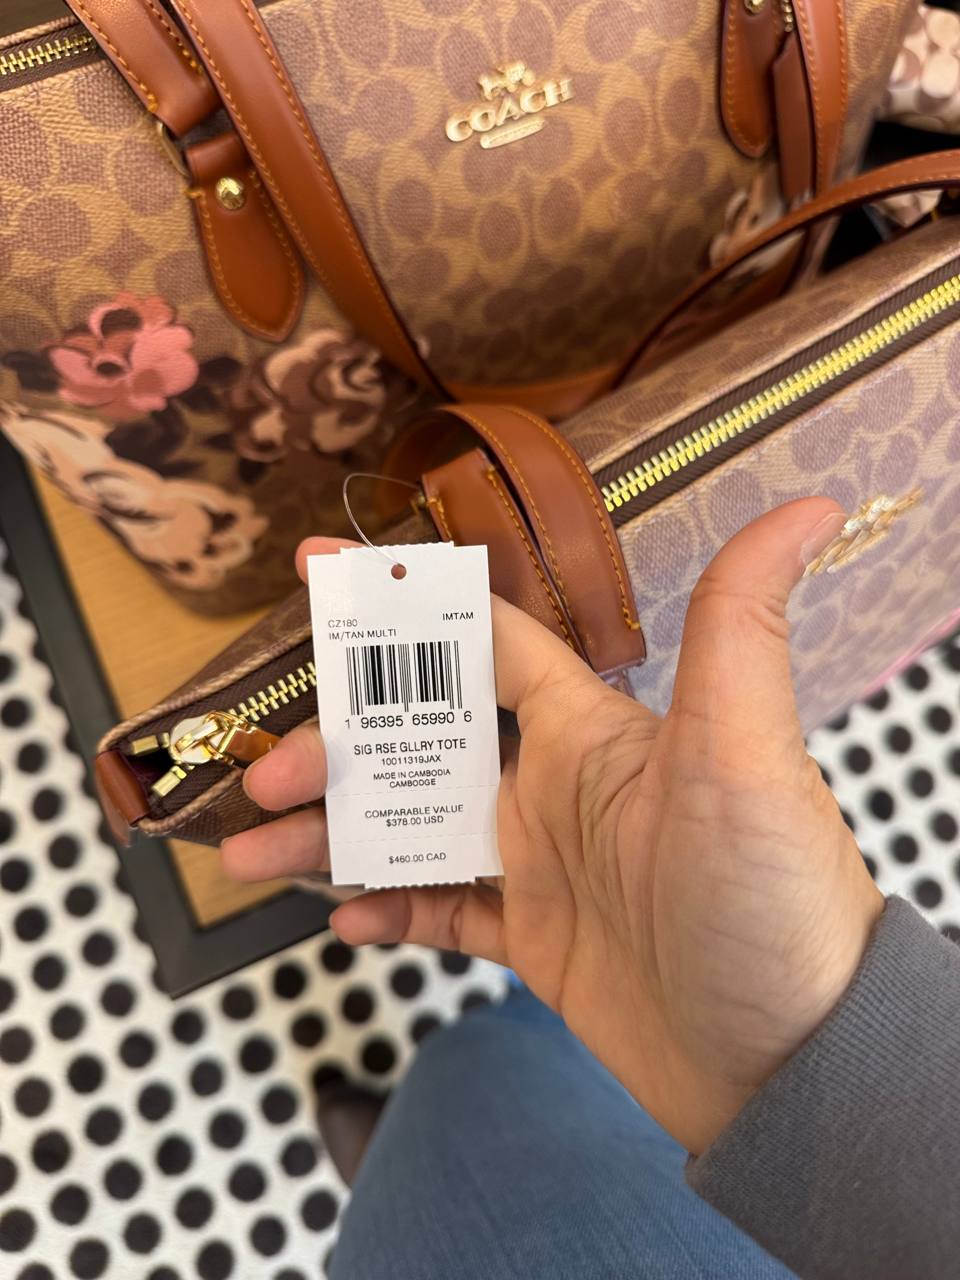 COACH
CZ180 IMTAM
IM/TAN MULTI
1 96395 65990 6
SIG RSE GLLRY TOTE
10011319JAX
MADE IN CAMBODIA
CAMBODGE
COMPARABLE VALUE
$378.00 USD
$460.00 CAD